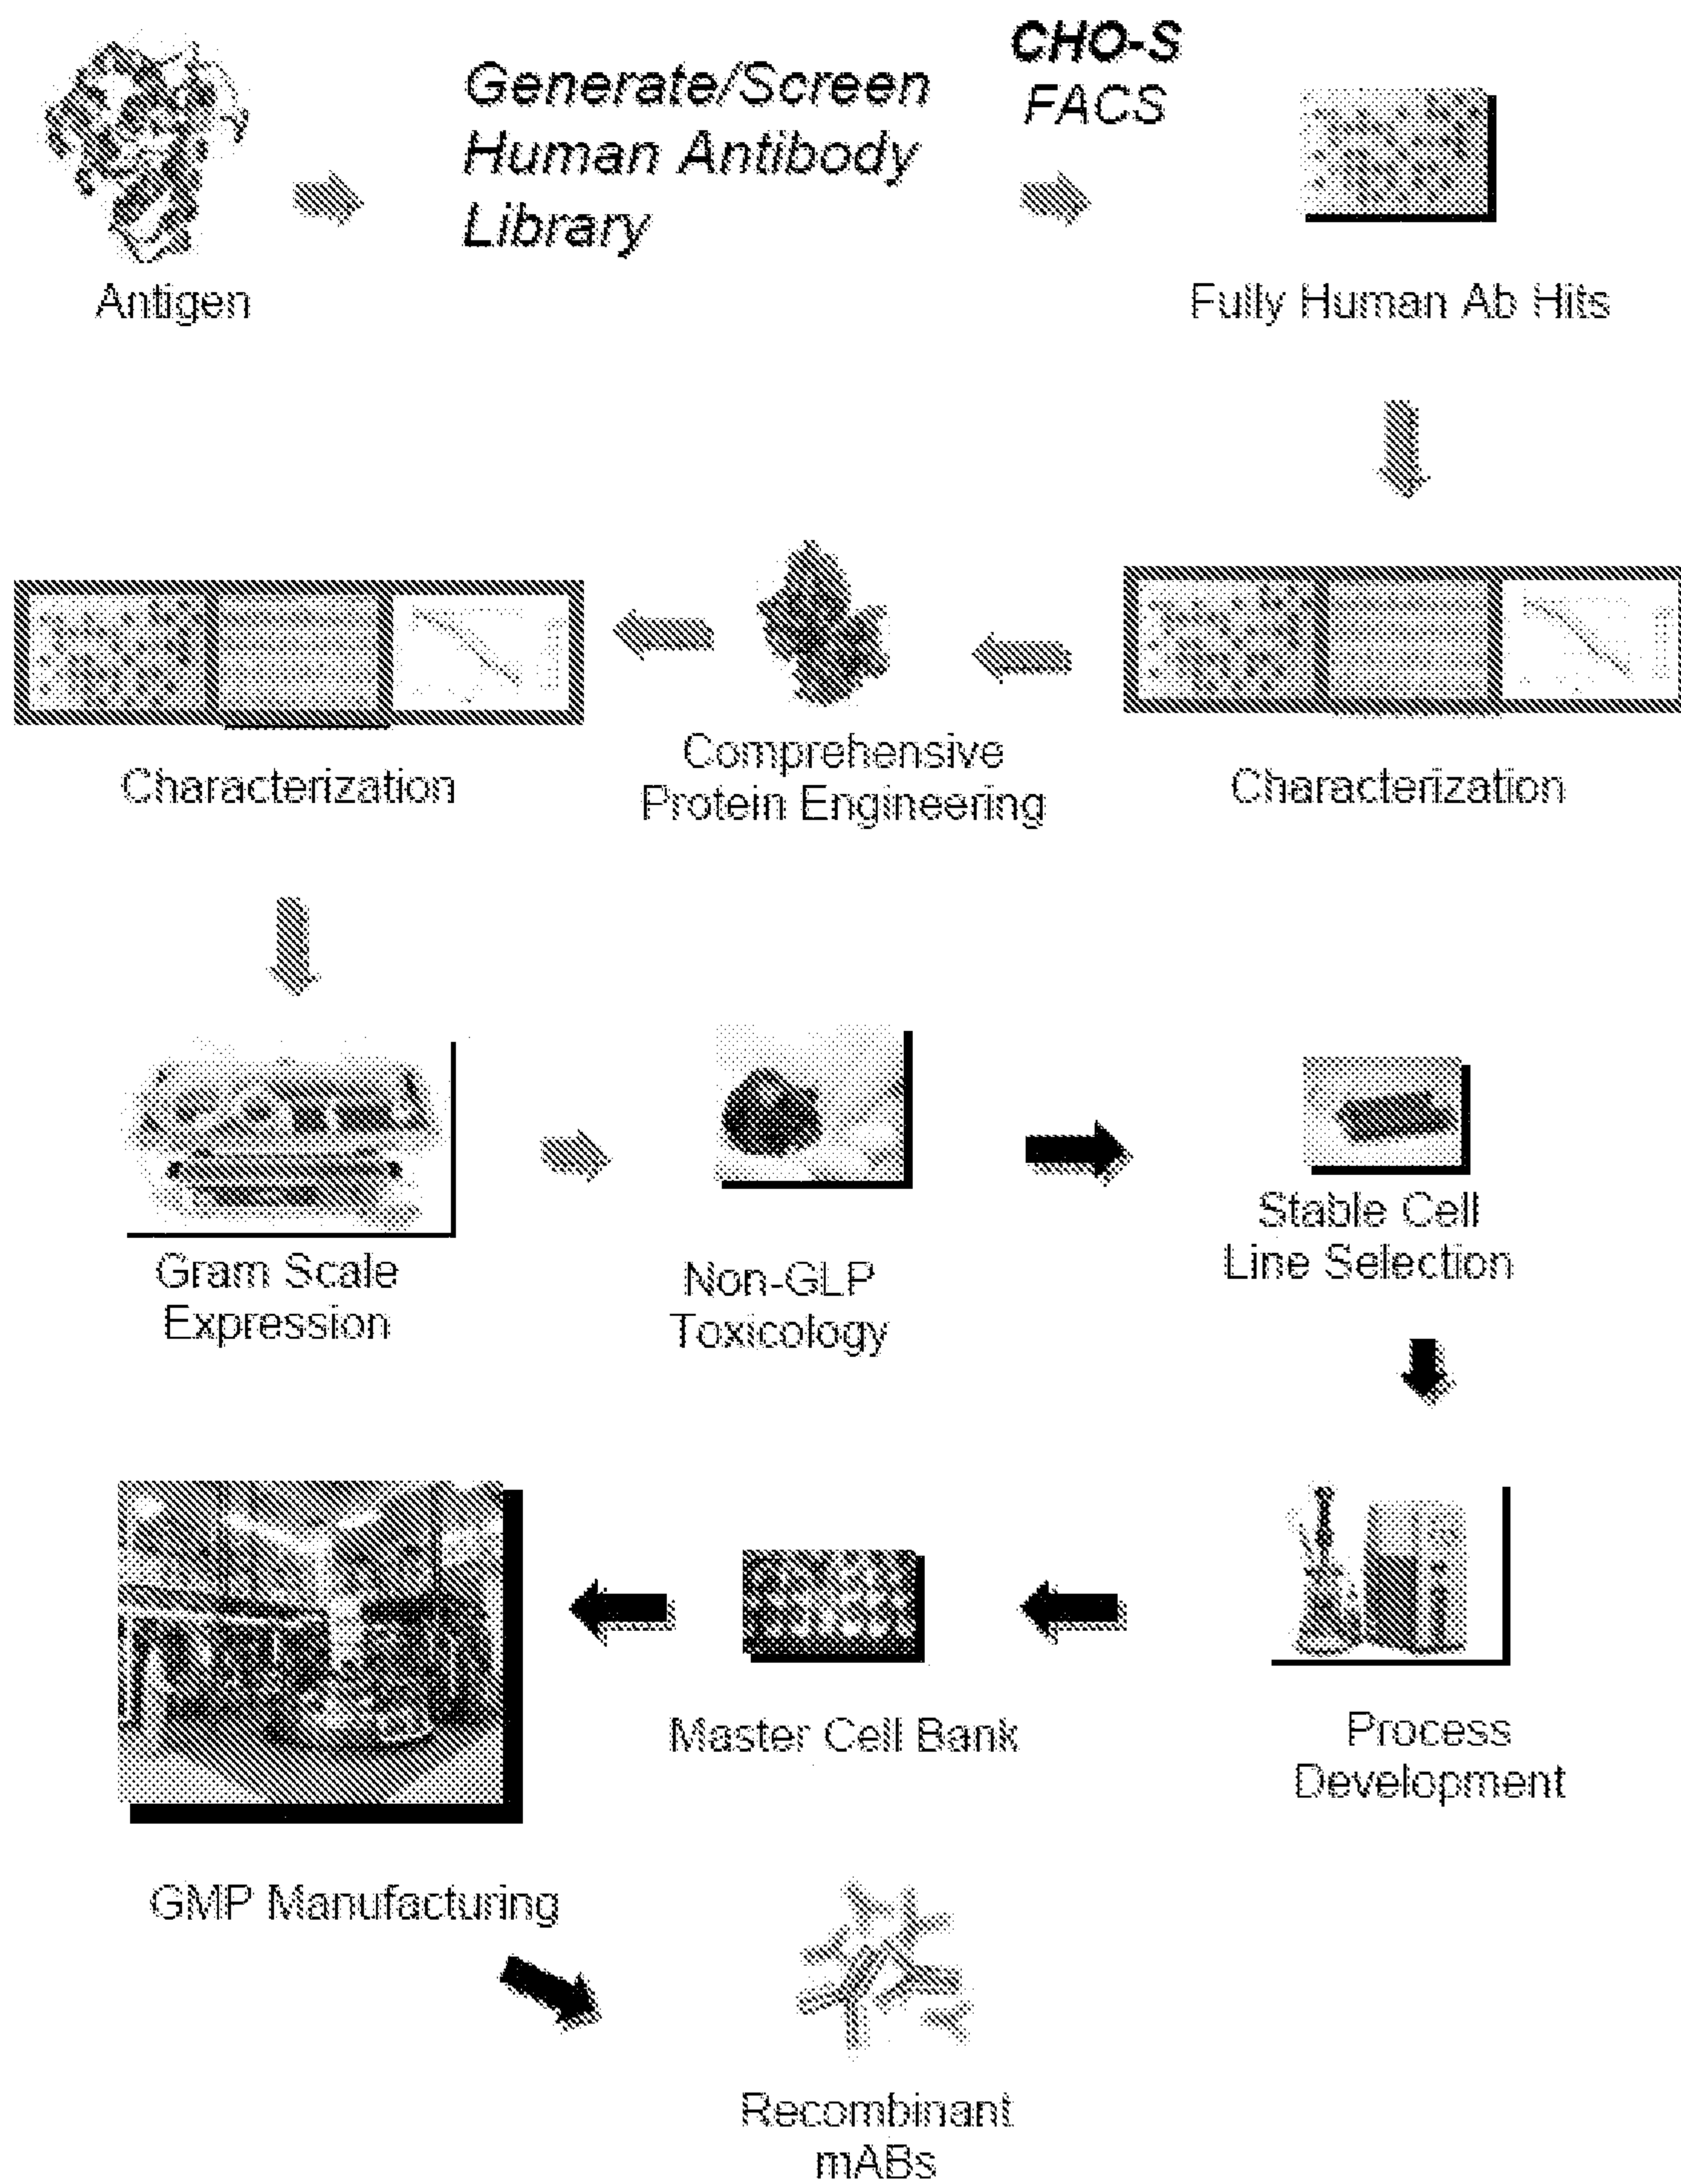 CHO-S
FACS
Generate/Screen
Human Antibody
Library
Antigen
Fully Human Ab Hits
Characterization
Comprehensive
Protein Engineering
Characterization
Gram Scale
Expression
Non-GLP
Toxicology
Stable Cell
Line Selection
GMP Manufacturing
Master Cell Bank
Process
Development
Recombinant
mABs